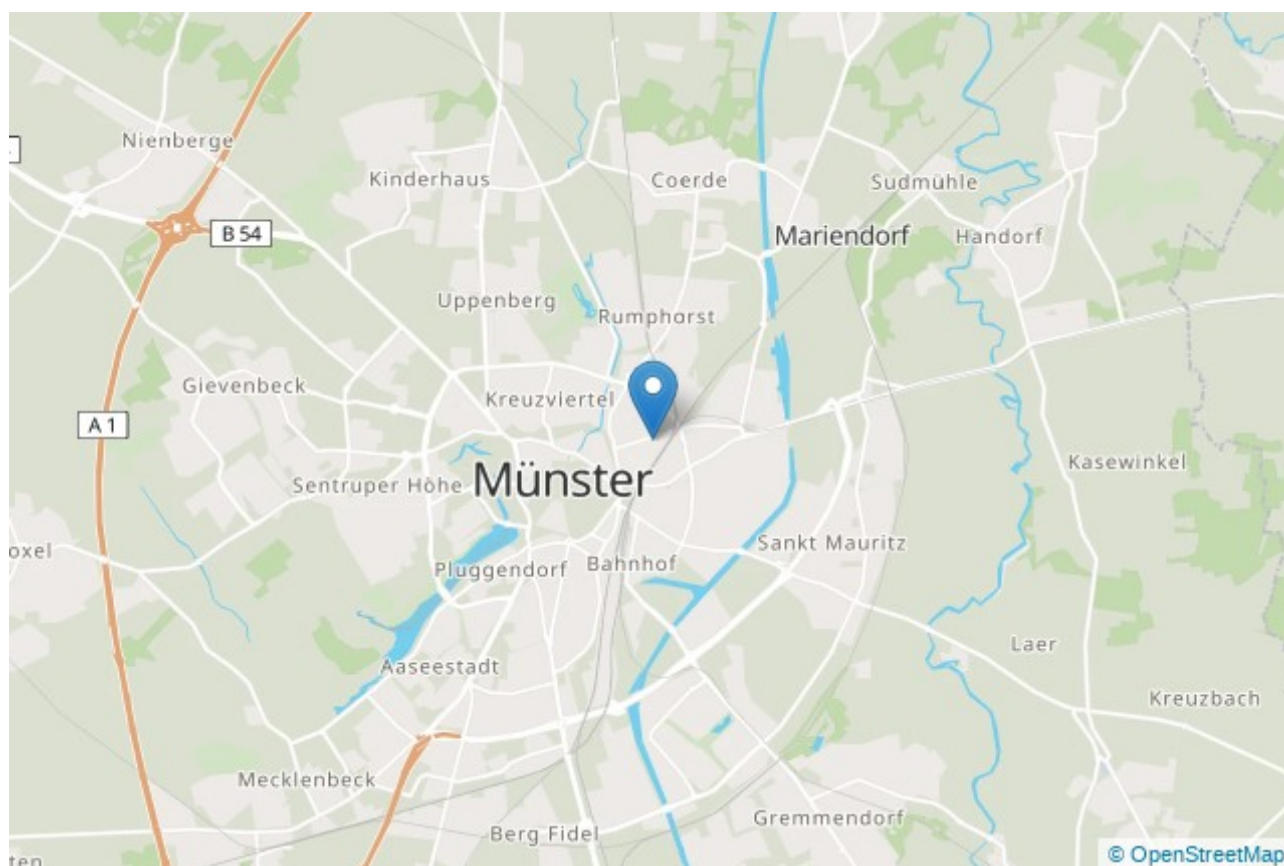 Nienberge
Kinderhaus
Coerde
Sudmühle
B 54
Mariendorf
Handorf
Uppenberg
Rumphorst
Gievenbeck
Kreuzviertel
A 1
Kasewinkel
Sentruper Höhe
Münster
oxel
Sankt Mauritz
Pluggendorf
Bahnhof
Laer
Aaseestadt
Kreuzbach
Mecklenbeck
Gremmendorf
Berg Fidel
ten
© OpenStreetMap